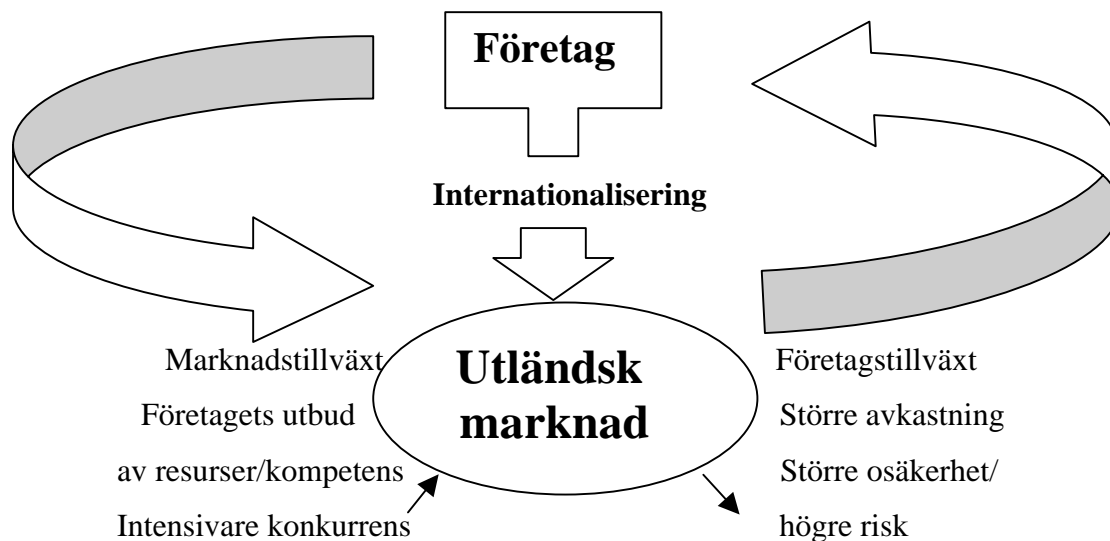 Företag
Internationalisering
Utländsk
marknad
Marknadstillväxt
Företagets utbud
av resurser/kompetens
Intensivare konkurrens
Företagstillväxt
Större avkastning
Större osäkerhet/
högre risk